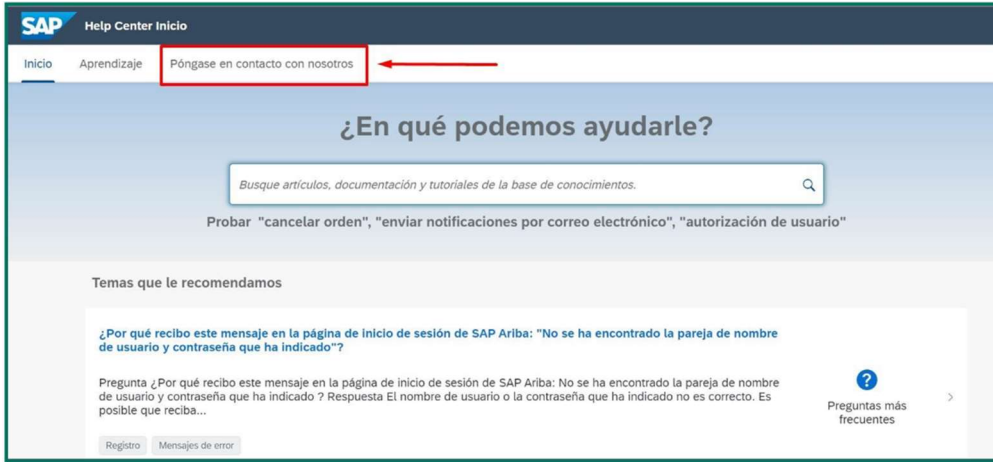 SAP Help Center Inicio
Inicio Aprendizaje Póngase en contacto con nosotros
¿En qué podemos ayudarle?
Busque artículos, documentación y tutoriales de la base de conocimientos.
Probar "cancelar orden", "enviar notificaciones por correo electrónico", "autorización de usuario"
Temas que le recomendamos
¿Por qué recibo este mensaje en la página de inicio de sesión de SAP Ariba: "No se ha encontrado la pareja de nombre
de usuario y contraseña que ha indicado"?
Pregunta ¿Por qué recibo este mensaje en la página de inicio de sesión de SAP Ariba: No se ha encontrado la pareja de nombre
de usuario y contraseña que ha indicado ? Respuesta El nombre de usuario o la contraseña que ha indicado no es correcto. Es
posible que reciba...
?
Preguntas más
frecuentes
Registro Mensajes de error